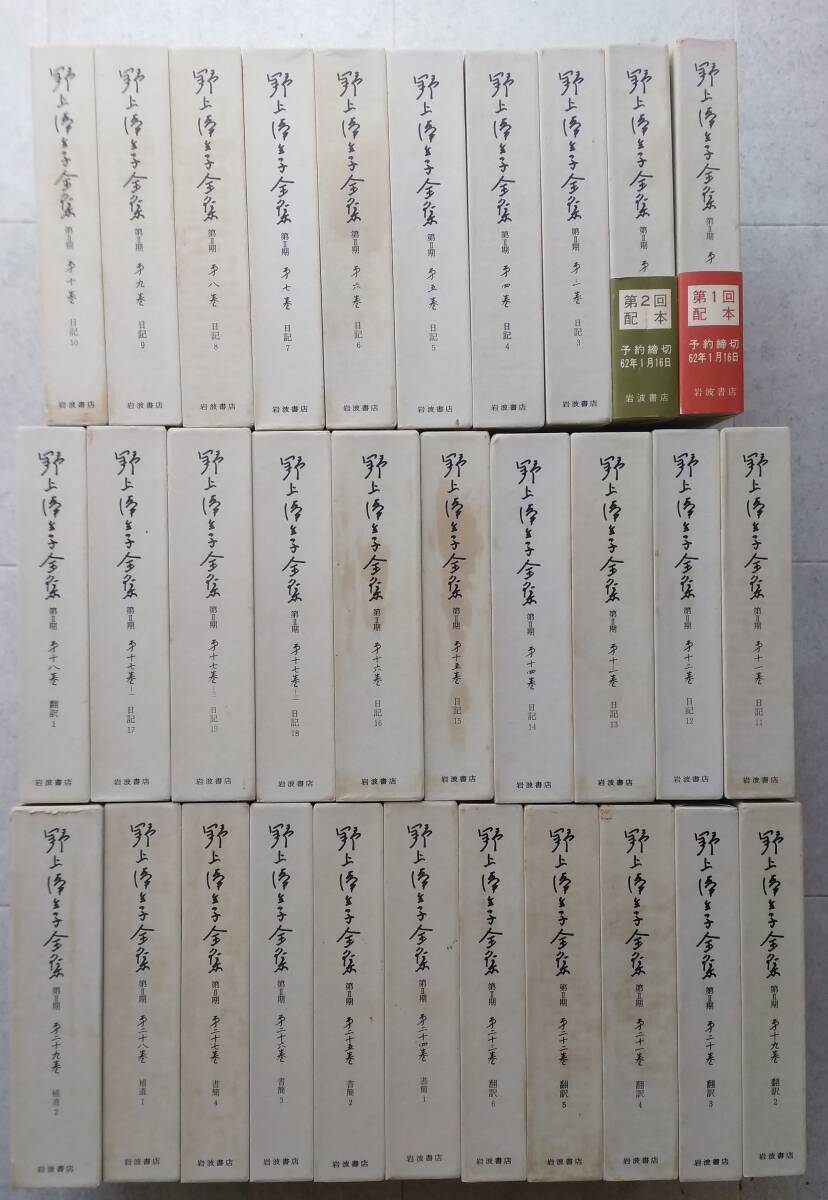 野上彌生子全集 第II期 第
第1回
配本
予約締切
62年1月16日
岩波書店
野上彌生子全集 第II期 第
第2回
配本
予約締切
62年1月16日
岩波書店
野上彌生子全集 第II期 第三巻 日記3 岩波書店
野上彌生子全集 第II期 第四巻 日記4 岩波書店
野上彌生子全集 第II期 第五巻 日記5 岩波書店
野上彌生子全集 第II期 第六巻 日記6 岩波書店
野上彌生子全集 第II期 第七巻 日記7 岩波書店
野上彌生子全集 第II期 第八巻 日記8 岩波書店
野上彌生子全集 第II期 第九巻 日記9 岩波書店
野上彌生子全集 第II期 第十巻 日記10 岩波書店
野上彌生子全集 第II期 第十一巻 日記11 岩波書店
野上彌生子全集 第II期 第十二巻 日記12 岩波書店
野上彌生子全集 第II期 第十三巻 日記13 岩波書店
野上彌生子全集 第II期 第十四巻 日記14 岩波書店
野上彌生子全集 第II期 第十五巻 日記15 岩波書店
野上彌生子全集 第II期 第十六巻 日記16 岩波書店
野上彌生子全集 第II期 第十七巻-二 日記18 岩波書店
野上彌生子全集 第II期 第十七巻-三 日記19 岩波書店
野上彌生子全集 第II期 第十七巻-一 日記17 岩波書店
野上彌生子全集 第II期 第十八巻 翻訳1 岩波書店
野上彌生子全集 第II期 第十九巻 翻訳2 岩波書店
野上彌生子全集 第II期 第二十巻 翻訳3 岩波書店
野上彌生子全集 第II期 第二十一巻 翻訳4 岩波書店
野上彌生子全集 第II期 第二十二巻 翻訳5 岩波書店
野上彌生子全集 第II期 第二十三巻 翻訳6 岩波書店
野上彌生子全集 第II期 第二十四巻 書簡1 岩波書店
野上彌生子全集 第II期 第二十五巻 書簡2 岩波書店
野上彌生子全集 第II期 第二十六巻 書簡3 岩波書店
野上彌生子全集 第II期 第二十七巻 書簡4 岩波書店
野上彌生子全集 第II期 第二十八巻 補遺1 岩波書店
野上彌生子全集 第II期 第二十九巻 補遺2 岩波書店